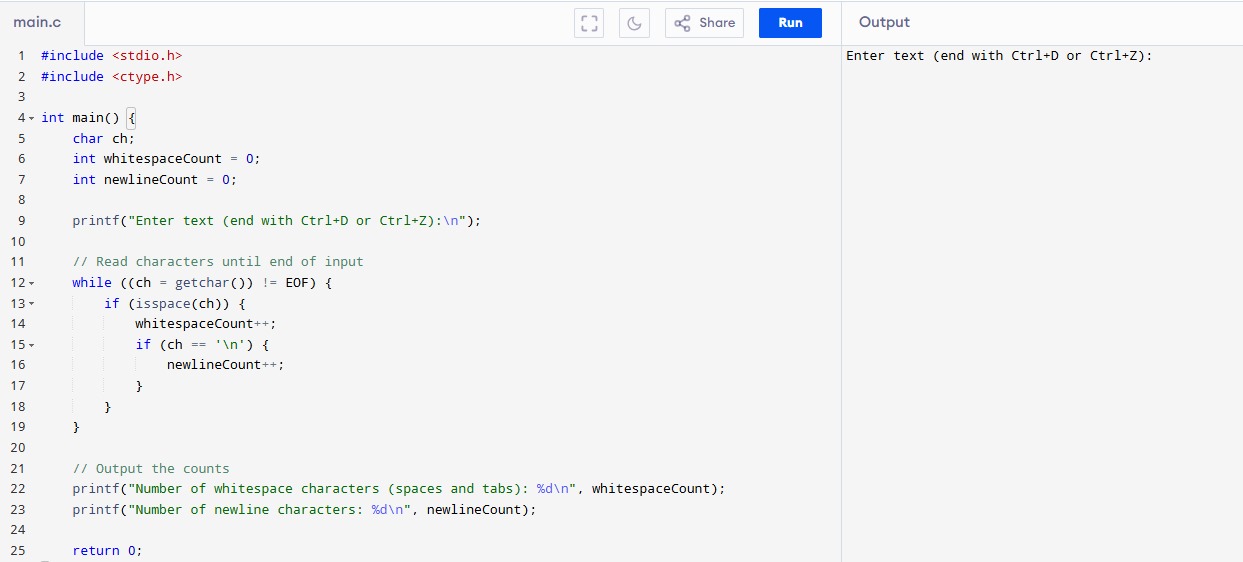 main.c
Share
Run
Output
1 #include <stdio.h>
2 #include <ctype.h>
3
4 int main() {
5     char ch;
6     int whitespaceCount = 0;
7     int newlineCount = 0;
8
9     printf("Enter text (end with Ctrl+D or Ctrl+Z):\n");
10
11     // Read characters until end of input
12     while ((ch = getchar()) != EOF) {
13         if (isspace(ch)) {
14             whitespaceCount++;
15             if (ch == '\n') {
16                 newlineCount++;
17             }
18         }
19     }
20
21     // Output the counts
22     printf("Number of whitespace characters (spaces and tabs): %d\n", whitespaceCount);
23     printf("Number of newline characters: %d\n", newlineCount);
24
25     return 0;
Enter text (end with Ctrl+D or Ctrl+Z):